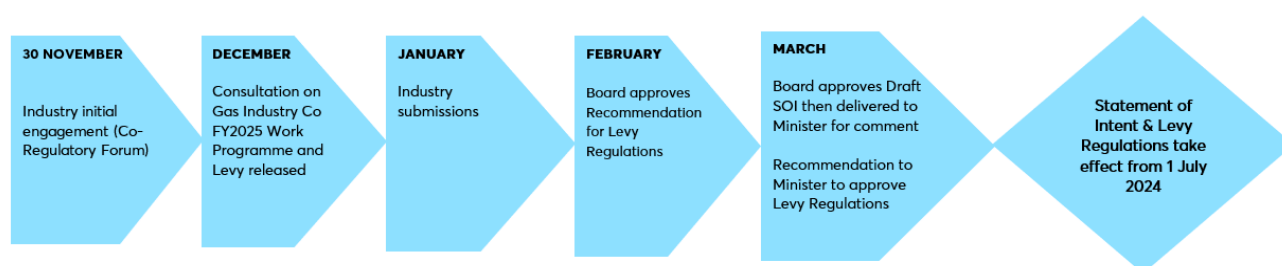 30 NOVEMBER
Industry initial
engagement (Co-
Regulatory Forum)
DECEMBER
Consultation on
Gas Industry Co
FY2025 Work
Programme and
Levy released
JANUARY
Industry
submissions
FEBRUARY
Board approves
Recommendation
for Levy
Regulations
MARCH
Board approves Draft
SOI then delivered to
Minister for comment
Recommendation to
Minister to approve
Levy Regulations
Statement of
Intent & Levy
Regulations take
effect from 1 July
2024